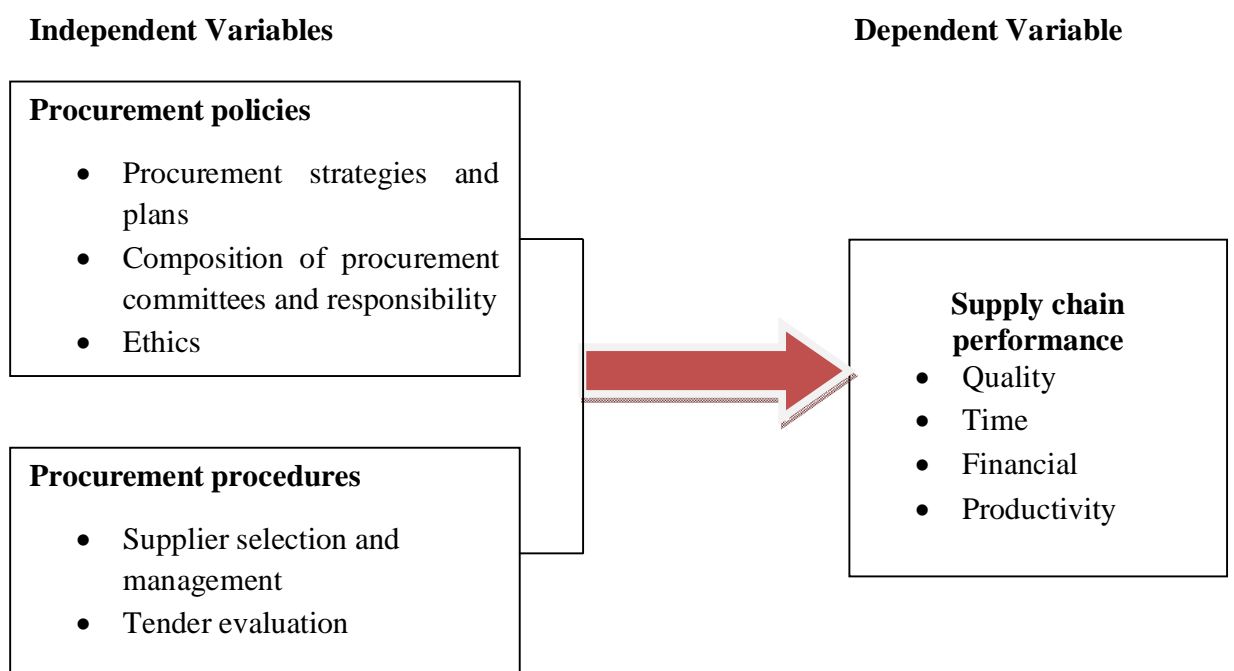 Independent Variables
Dependent Variable
Procurement policies
• Procurement strategies and
plans
• Composition of procurement
committees and responsibility
• Ethics
Procurement procedures
• Supplier selection and
management
• Tender evaluation
Supply chain
performance
• Quality
• Time
• Financial
• Productivity